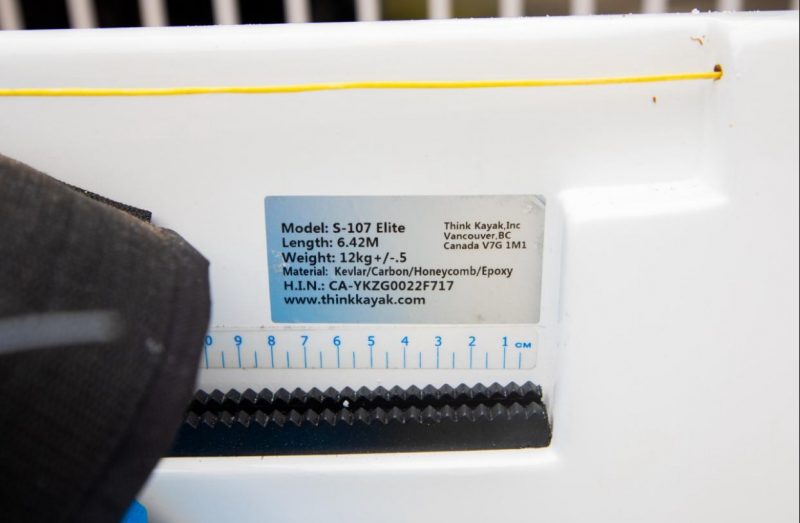 Model: S-107 Elite
Length: 6.42M
Weight: 12kg+/-.5
Material: Kevlar/Carbon/Honeycomb/Epoxy
H.I.N.: CA-YKZG0022F717
www.thinkkayak.com
Think Kayak,Inc
Vancouver,BC
Canada V7G 1M1
0 9 8 7 6 5 4 3 2 1 CM